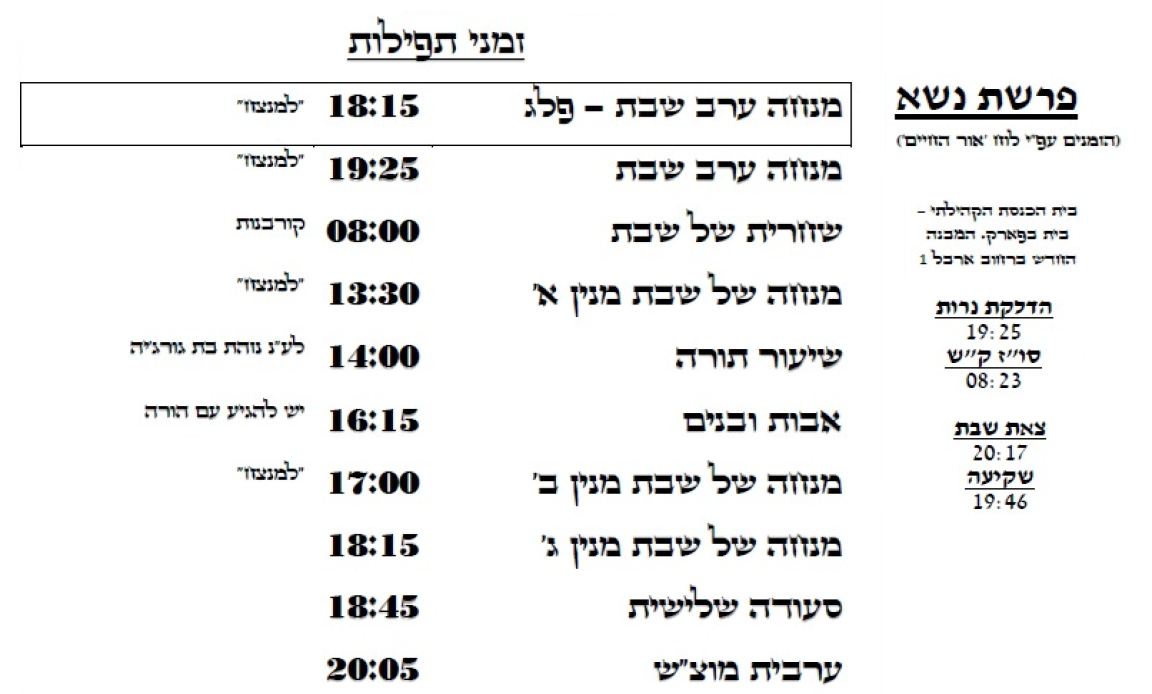 זמני תפילות
פרשת נשא
(הזמנים עפ"י לוח 'אור החיים')
בית הכנסת הקהילתי –
בית בפארק. המבנה
החדש ברחוב ארבל 1
הדלקת נרות
19:25
סו"ז ק"ש
08:23
צאת שבת
20:17
שקיעה
19:46
מנחה ערב שבת – פלג 18:15 "למנצח"
מנחה ערב שבת 19:25 "למנצח"
שחרית של שבת 08:00 קורבנות
מנחה של שבת מנין א' 13:30 "למנצח"
שיעור תורה 14:00 לע"נ נוהת בת גורג'יה
אבות ובנים 16:15 יש להגיע עם הורה
מנחה של שבת מנין ב' 17:00 "למנצח"
מנחה של שבת מנין ג' 18:15
סעודה שלישית 18:45
ערבית מוצ"ש 20:05